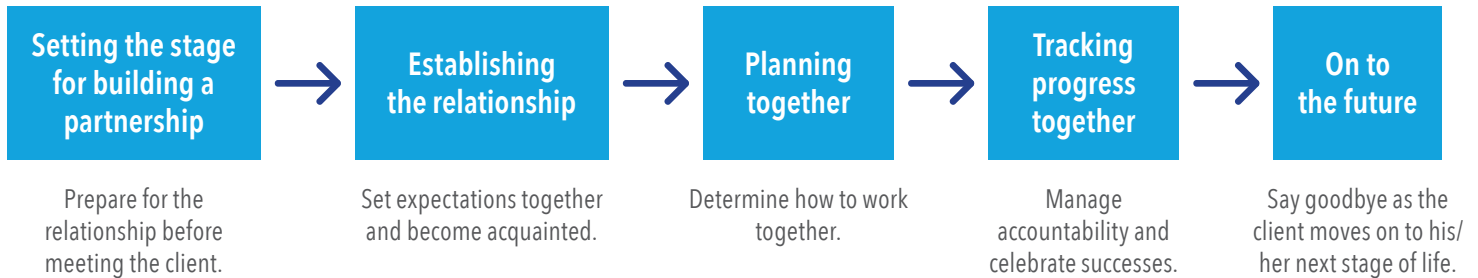 Setting the stage
for building a
partnership
Prepare for the
relationship before
meeting the client.
Establishing
the relationship
Set expectations together
and become acquainted.
Planning
together
Determine how to work
together.
Tracking
progress
together
Manage
accountability and
celebrate successes.
On to
the future
Say goodbye as the
client moves on to his/
her next stage of life.